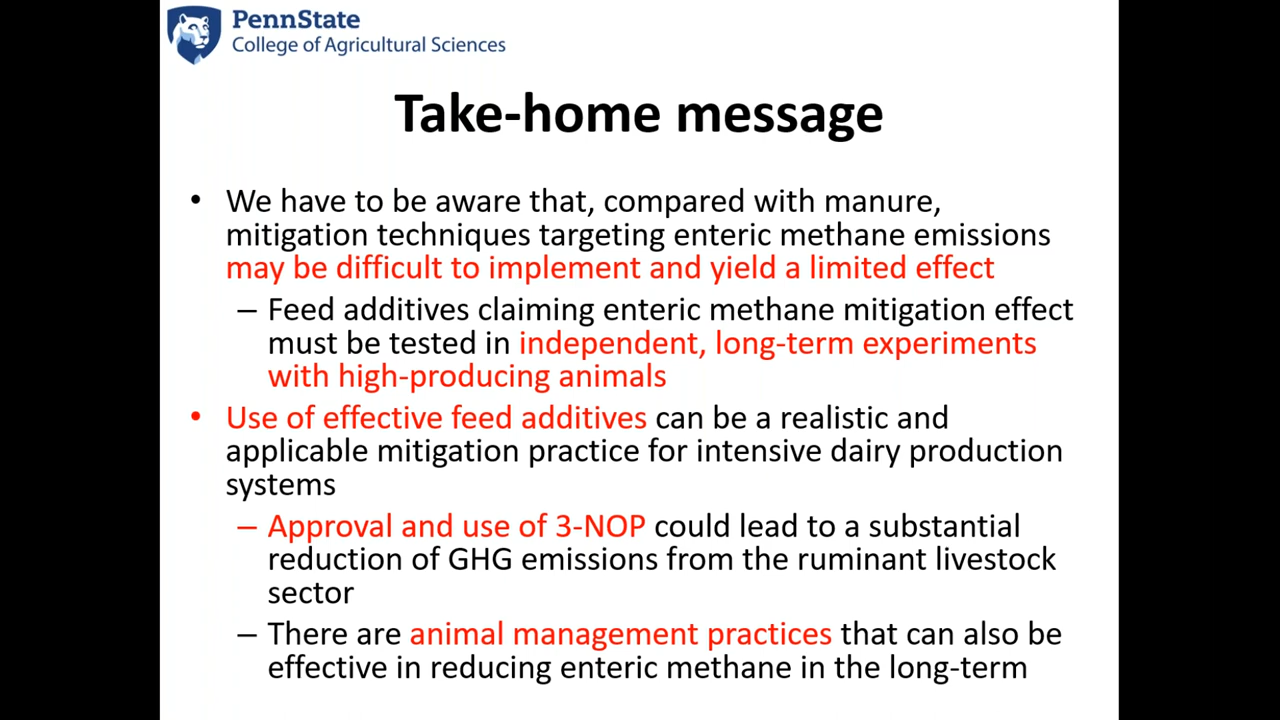 PennState
College of Agricultural Sciences
Take-home message
• We have to be aware that, compared with manure,
mitigation techniques targeting enteric methane emissions
may be difficult to implement and yield a limited effect
– Feed additives claiming enteric methane mitigation effect
must be tested in independent, long-term experiments
with high-producing animals
• Use of effective feed additives can be a realistic and
applicable mitigation practice for intensive dairy production
systems
– Approval and use of 3-NOP could lead to a substantial
reduction of GHG emissions from the ruminant livestock
sector
– There are animal management practices that can also be
effective in reducing enteric methane in the long-term